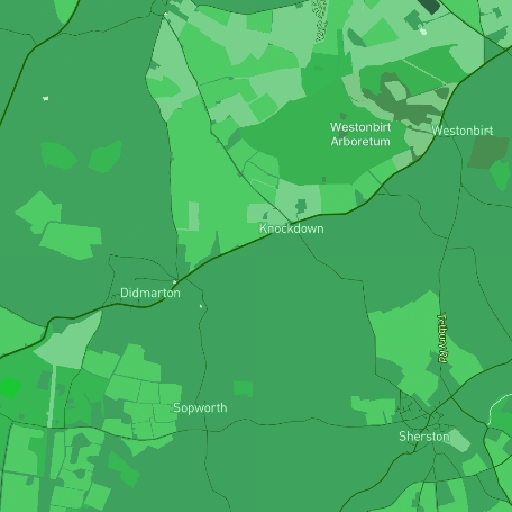 Westonbirt
Arboretum
Westonbirt
Knockdown
Didmarton
Tetbury Rd
Sopworth
Sherston